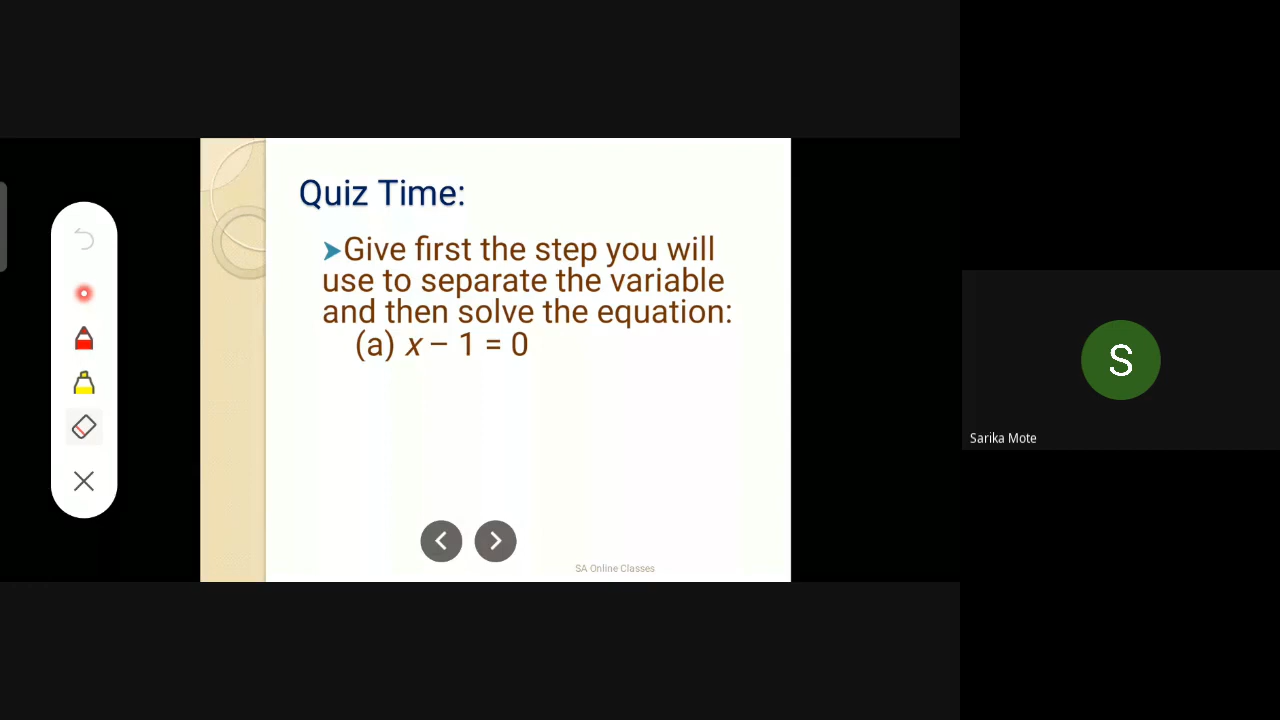 Quiz Time:
➤Give first the step you will
use to separate the variable
and then solve the equation:
(a) x – 1 = 0
SA Online Classes
S
Sarika Mote